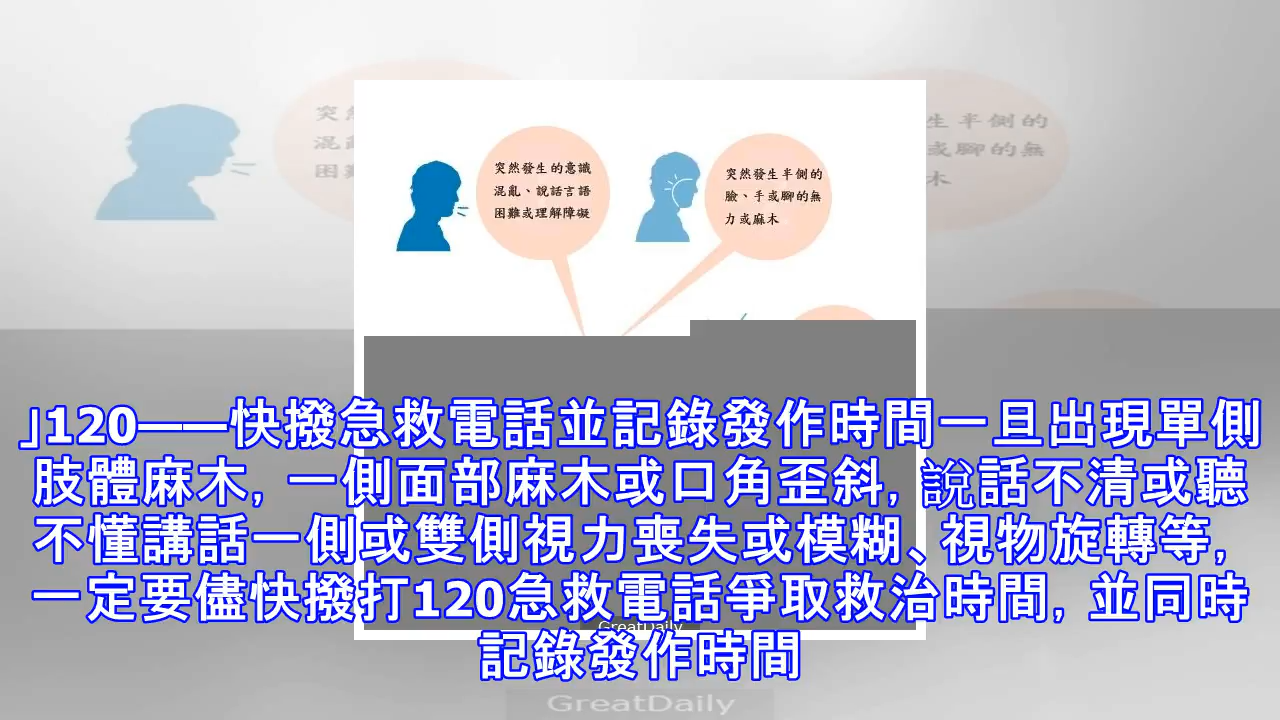 突然發生的意識
混亂、說話言語
困難或理解障礙
突然發生半側的
臉、手或腳的無
力或麻木
」120——快撥急救電話並記錄發作時間一旦出現單側
肢體麻木, 一側面部麻木或口角歪斜, 說話不清或聽
不懂講話一側或雙側視力喪失或模糊、視物旋轉等,
一定要儘快撥打120急救電話爭取救治時間, 並同時
記錄發作時間
GreatDaily
GreatDaily